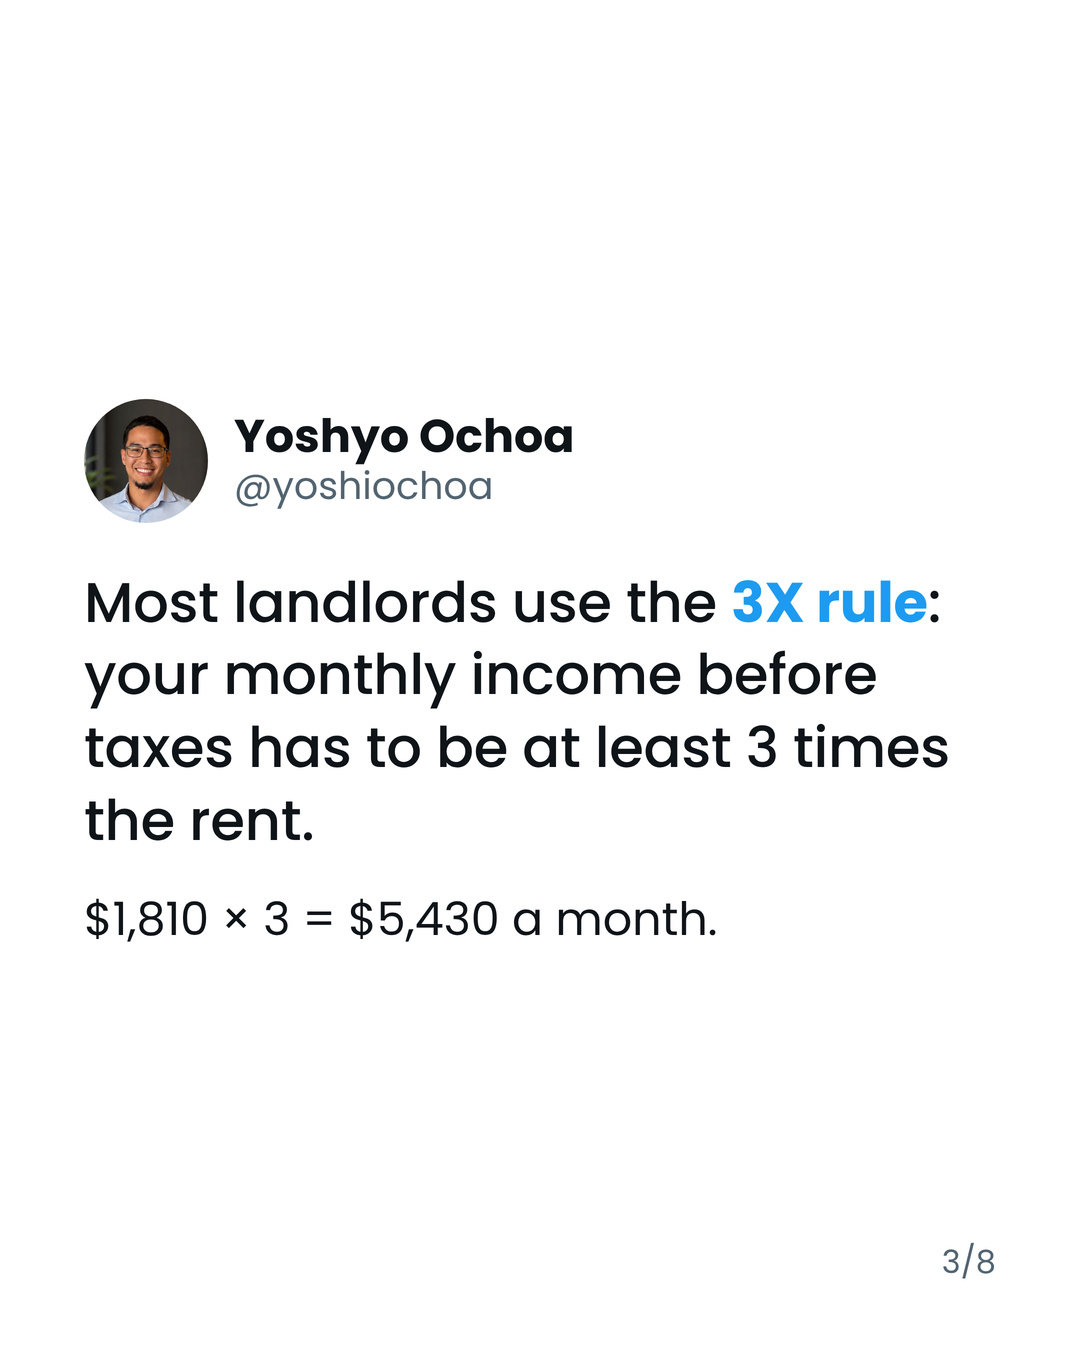 Yoshyo Ochoa
@yoshiochoa
Most landlords use the 3X rule:
your monthly income before
taxes has to be at least 3 times
the rent.
$1,810 × 3 = $5,430 a month.
3/8